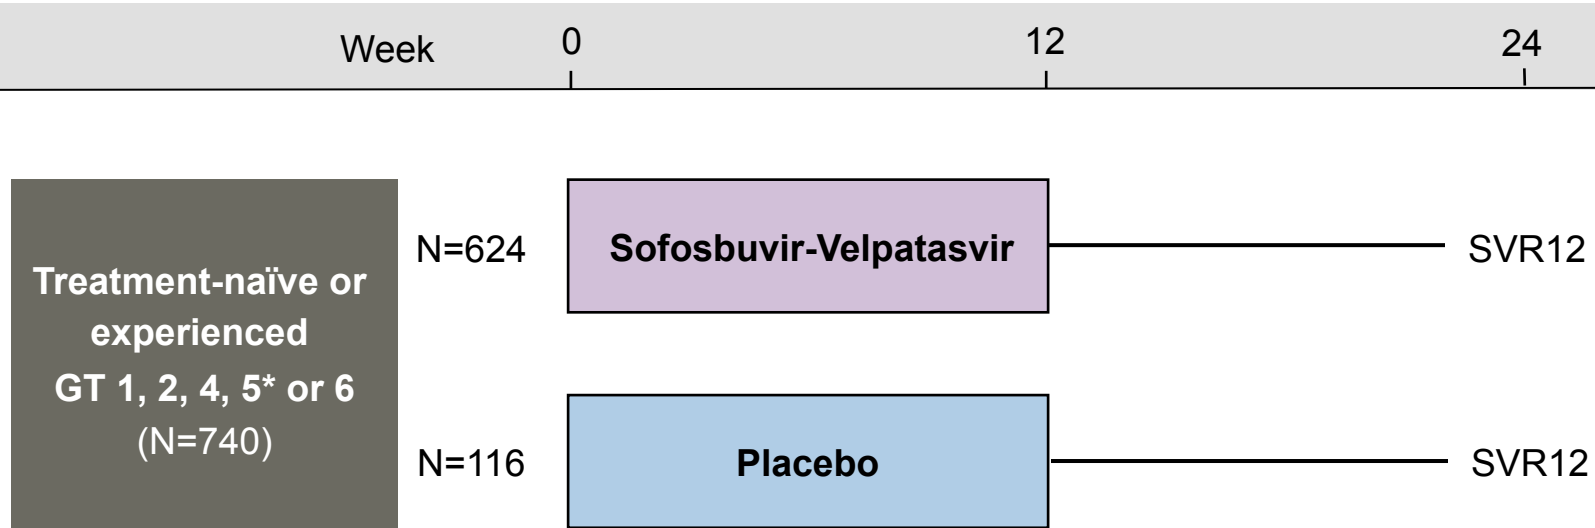 Week 0 12 24
Treatment-naïve or
experienced
GT 1, 2, 4, 5* or 6
(N=740)
N=624 Sofosbuvir-Velpatasvir SVR12
N=116 Placebo SVR12